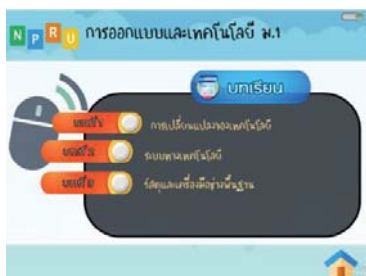 NPRU การออกแบบและเทคโนโลยี ม.1
บทเรียน
บทที่ 1 การเปลี่ยนแปลงของเทคโนโลยี
บทที่ 2 ระบบทางเทคโนโลยี
บทที่ 3 วัสดุและเครื่องมือช่างพื้นฐาน